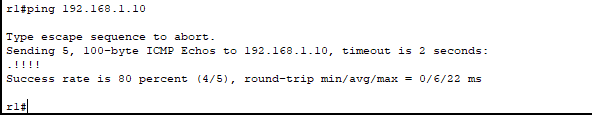 r1#ping 192.168.1.10
Type escape sequence to abort.
Sending 5, 100-byte ICMP Echos to 192.168.1.10, timeout is 2 seconds:
.!!!!
Success rate is 80 percent (4/5), round-trip min/avg/max = 0/6/22 ms
r1#